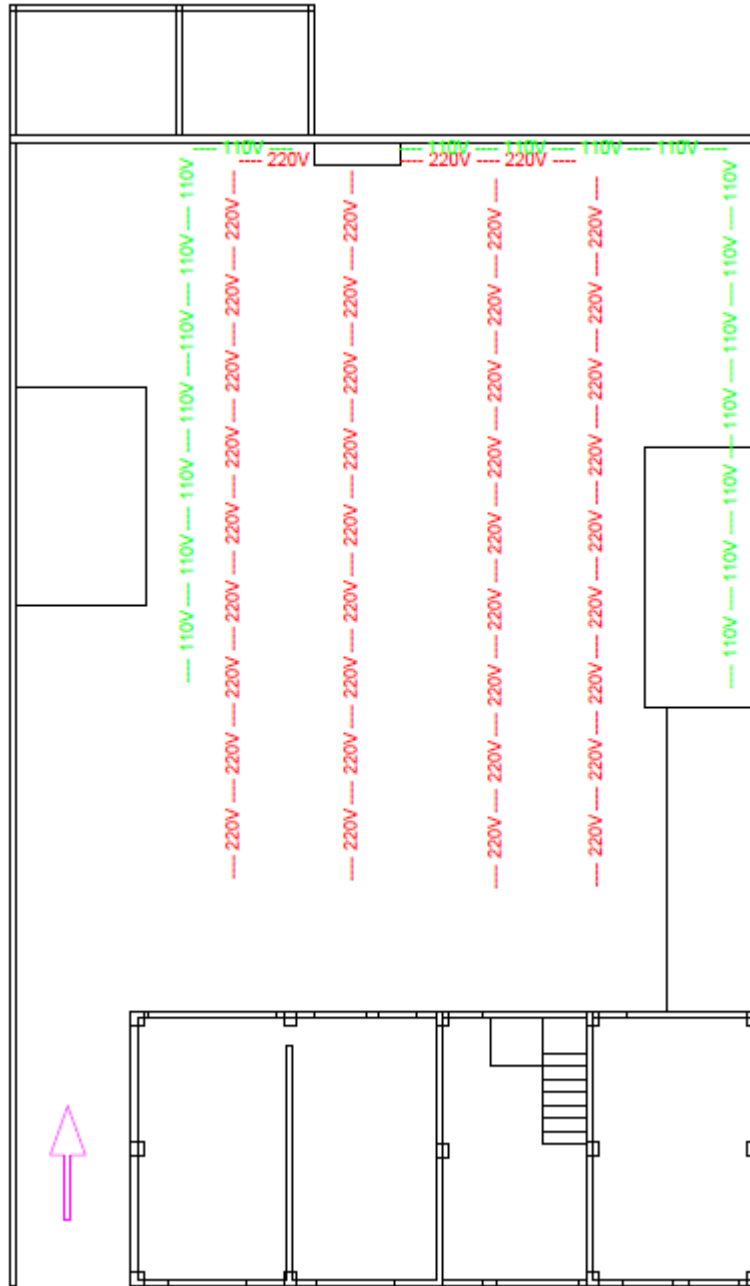 ---- 110V ----
---- 110V ---- 110V ---- 110V ---- 110V ----
---- 220V
---- 220V ---- 220V ----
---- 110V ---- 110V ---- 110V ---- 110V ---- 110V ---- 110V ---- 110V
---- 220V ---- 220V ---- 220V ---- 220V ---- 220V ---- 220V ---- 220V ---- 220V ---- 220V ----
---- 220V ---- 220V ---- 220V ---- 220V ---- 220V ---- 220V ---- 220V ---- 220V ---- 220V ----
---- 220V ---- 220V ---- 220V ---- 220V ---- 220V ---- 220V ---- 220V ---- 220V ---- 220V ----
---- 220V ---- 220V ---- 220V ---- 220V ---- 220V ---- 220V ---- 220V ---- 220V ---- 220V ----
---- 110V ---- 110V ---- 110V ---- 110V ---- 110V ---- 110V ---- 110V